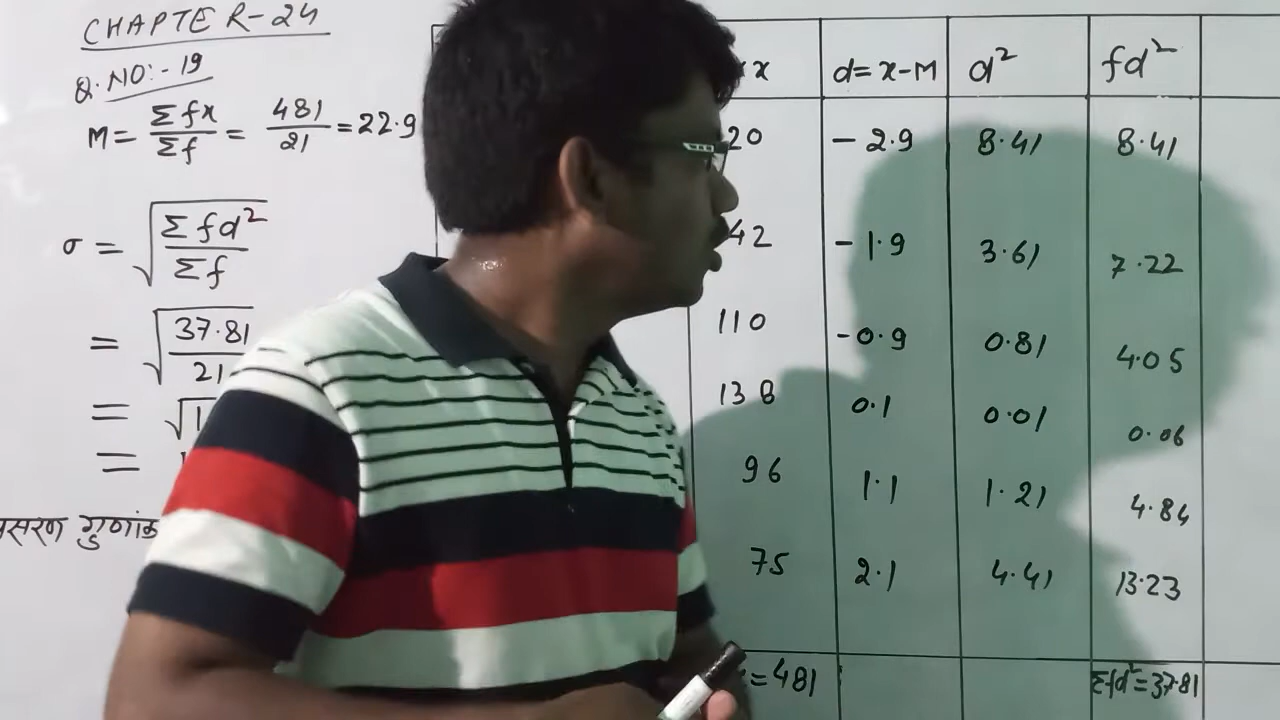 CHAPTER-24
Q.NO:-19
M= Σfx/Σf = 481/21 =22.9
σ = √Σfd²/Σf
= √37.81/21
= √1
=
x d=x-M d² fd²
20 -2.9 8.41 8.41
42 -1.9 3.61 7.22
110 -0.9 0.81 4.05
138 0.1 0.01 0.06
96 1.1 1.21 4.84
75 2.1 4.41 13.23
=481 Σfd²=37.81
गुणांक